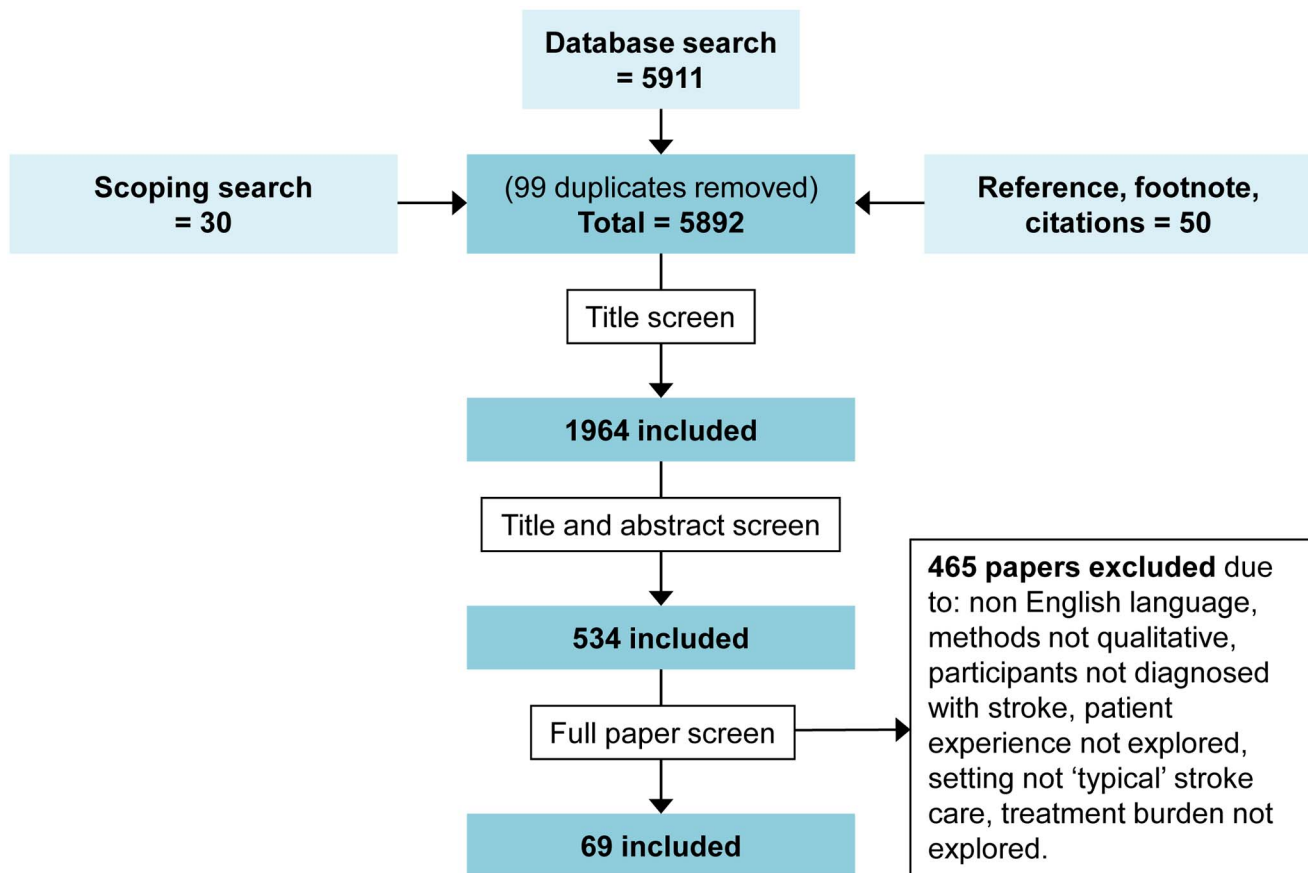 Database search
= 5911
Scoping search
= 30
(99 duplicates removed)
Total = 5892
Reference, footnote,
citations = 50
Title screen
1964 included
Title and abstract screen
534 included
Full paper screen
465 papers excluded due
to: non English language,
methods not qualitative,
participants not diagnosed
with stroke, patient
experience not explored,
setting not ‘typical’ stroke
care, treatment burden not
explored.
69 included